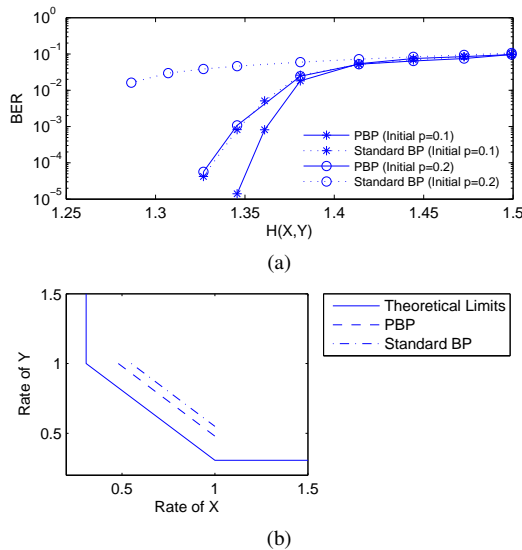 10^0
10^-1
10^-2
10^-3
10^-4
10^-5
BER
PBP (Initial p=0.1)
Standard BP (Initial p=0.1)
PBP (Initial p=0.2)
Standard BP (Initial p=0.2)
1.25 1.3 1.35 1.4 1.45 1.5
H(X,Y)
(a)
1.5
1
0.5
Rate of Y
0.5 1 1.5
Rate of X
Theoretical Limits
PBP
Standard BP
(b)